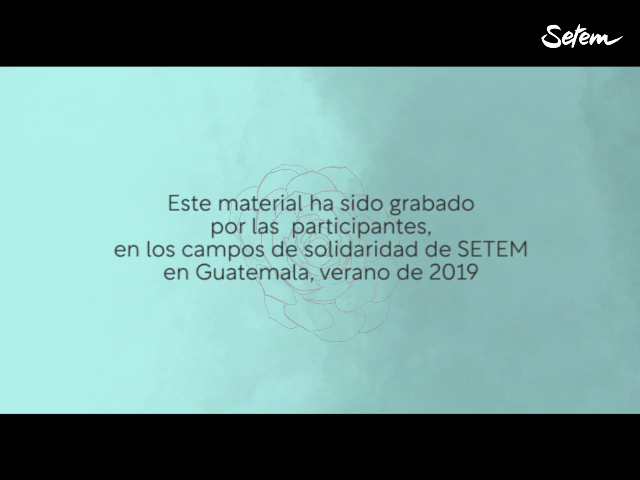 Setem
Este material ha sido grabado
por las participantes,
en los campos de solidaridad de SETEM
en Guatemala, verano de 2019